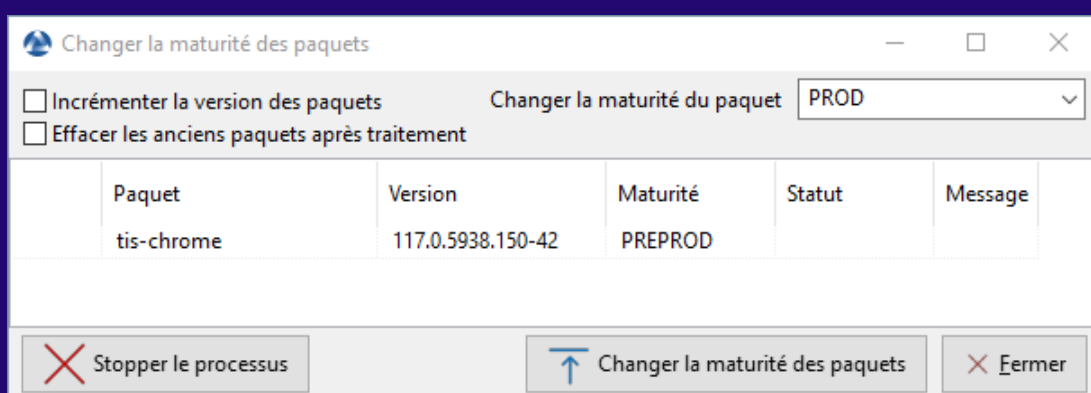 Changer la maturité des paquets
Incrémenter la version des paquets Changer la maturité du paquet PROD
Effacer les anciens paquets après traitement
Paquet Version Maturité Statut Message
tis-chrome 117.0.5938.150-42 PREPROD
Stopper le processus Changer la maturité des paquets Fermer